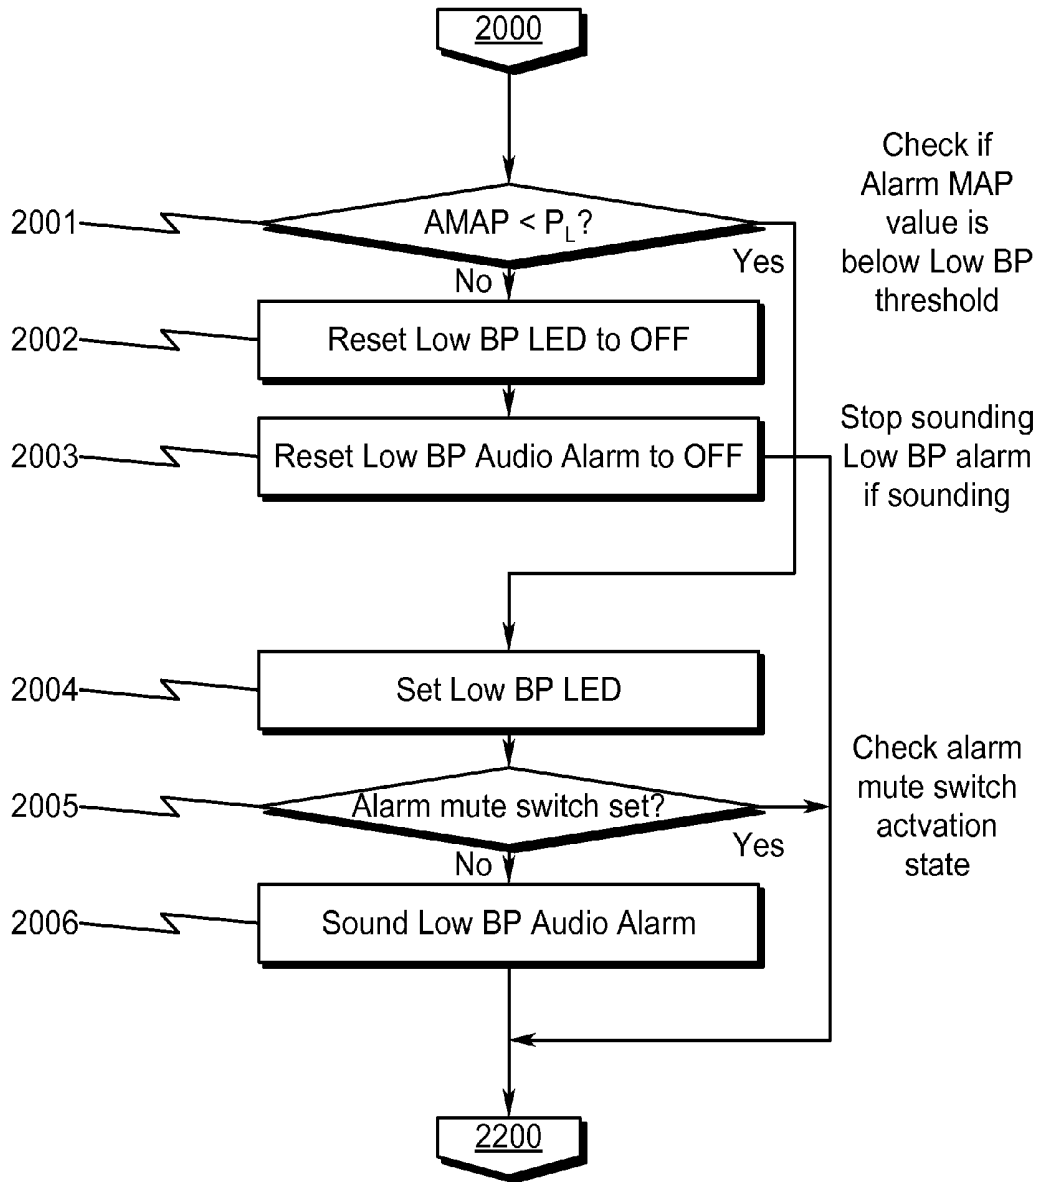 2000
Check if
Alarm MAP
value is
below Low BP
threshold
2001
AMAP < PL?
Yes
No
2002
Reset Low BP LED to OFF
2003
Reset Low BP Audio Alarm to OFF
Stop sounding
Low BP alarm
if sounding
2004
Set Low BP LED
Check alarm
mute switch
actvation
state
2005
Alarm mute switch set?
Yes
No
2006
Sound Low BP Audio Alarm
2200